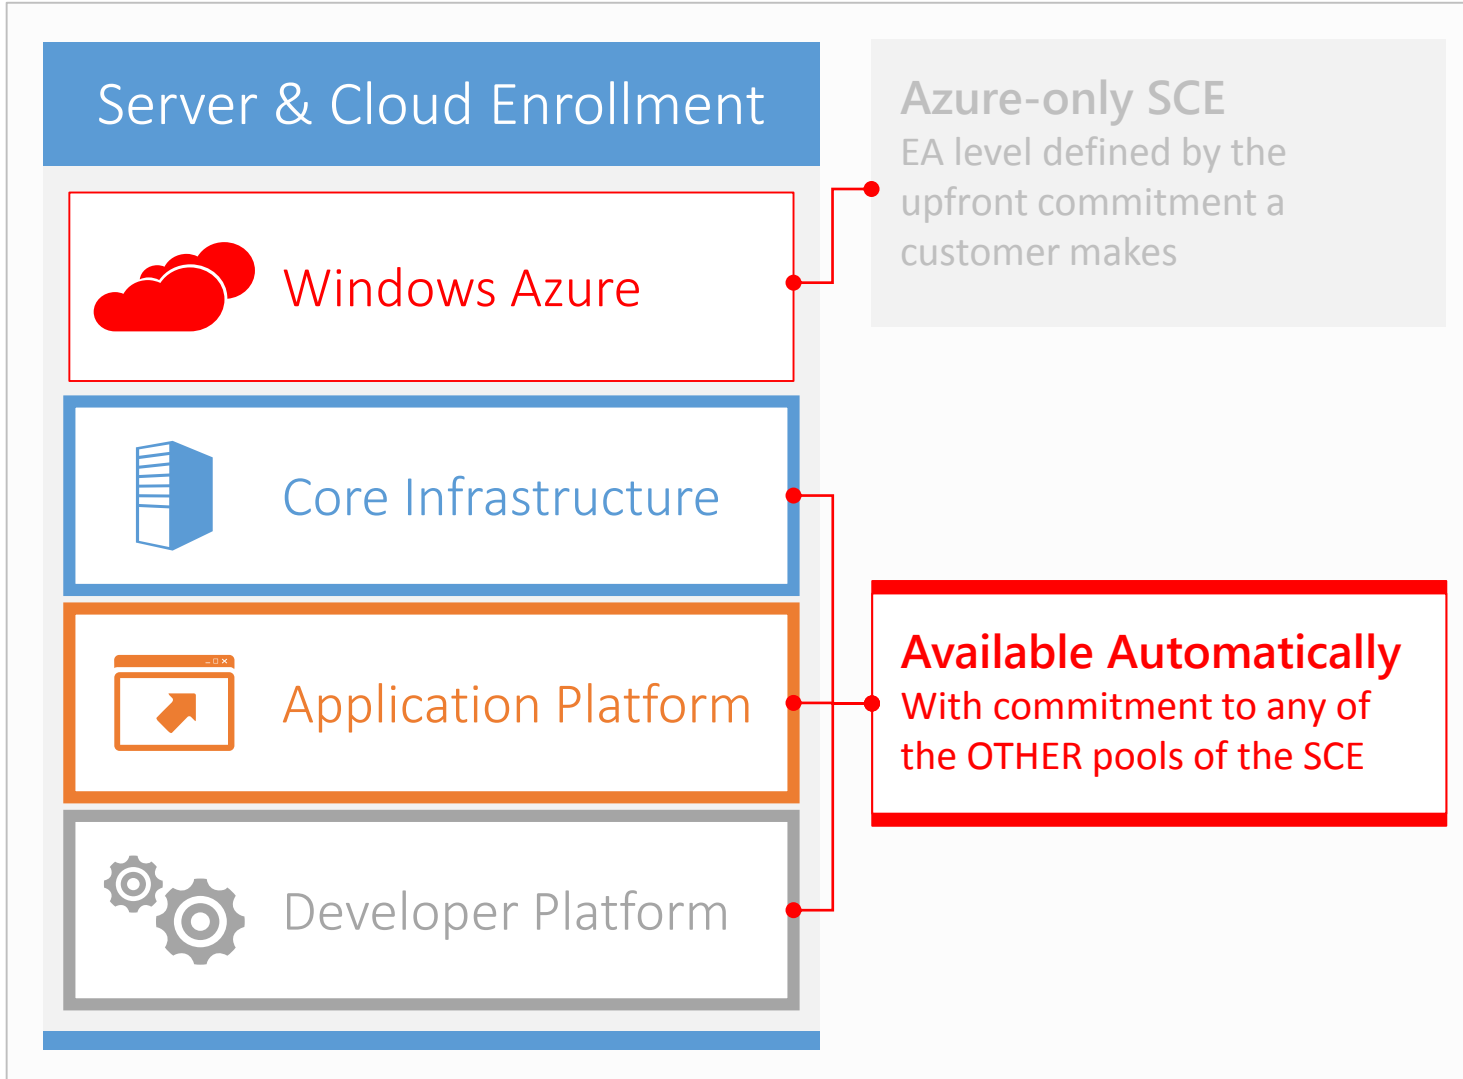 Server & Cloud Enrollment
Windows Azure
Core Infrastructure
Application Platform
Developer Platform
Azure-only SCE
EA level defined by the
upfront commitment a
customer makes
Available Automatically
With commitment to any of
the OTHER pools of the SCE